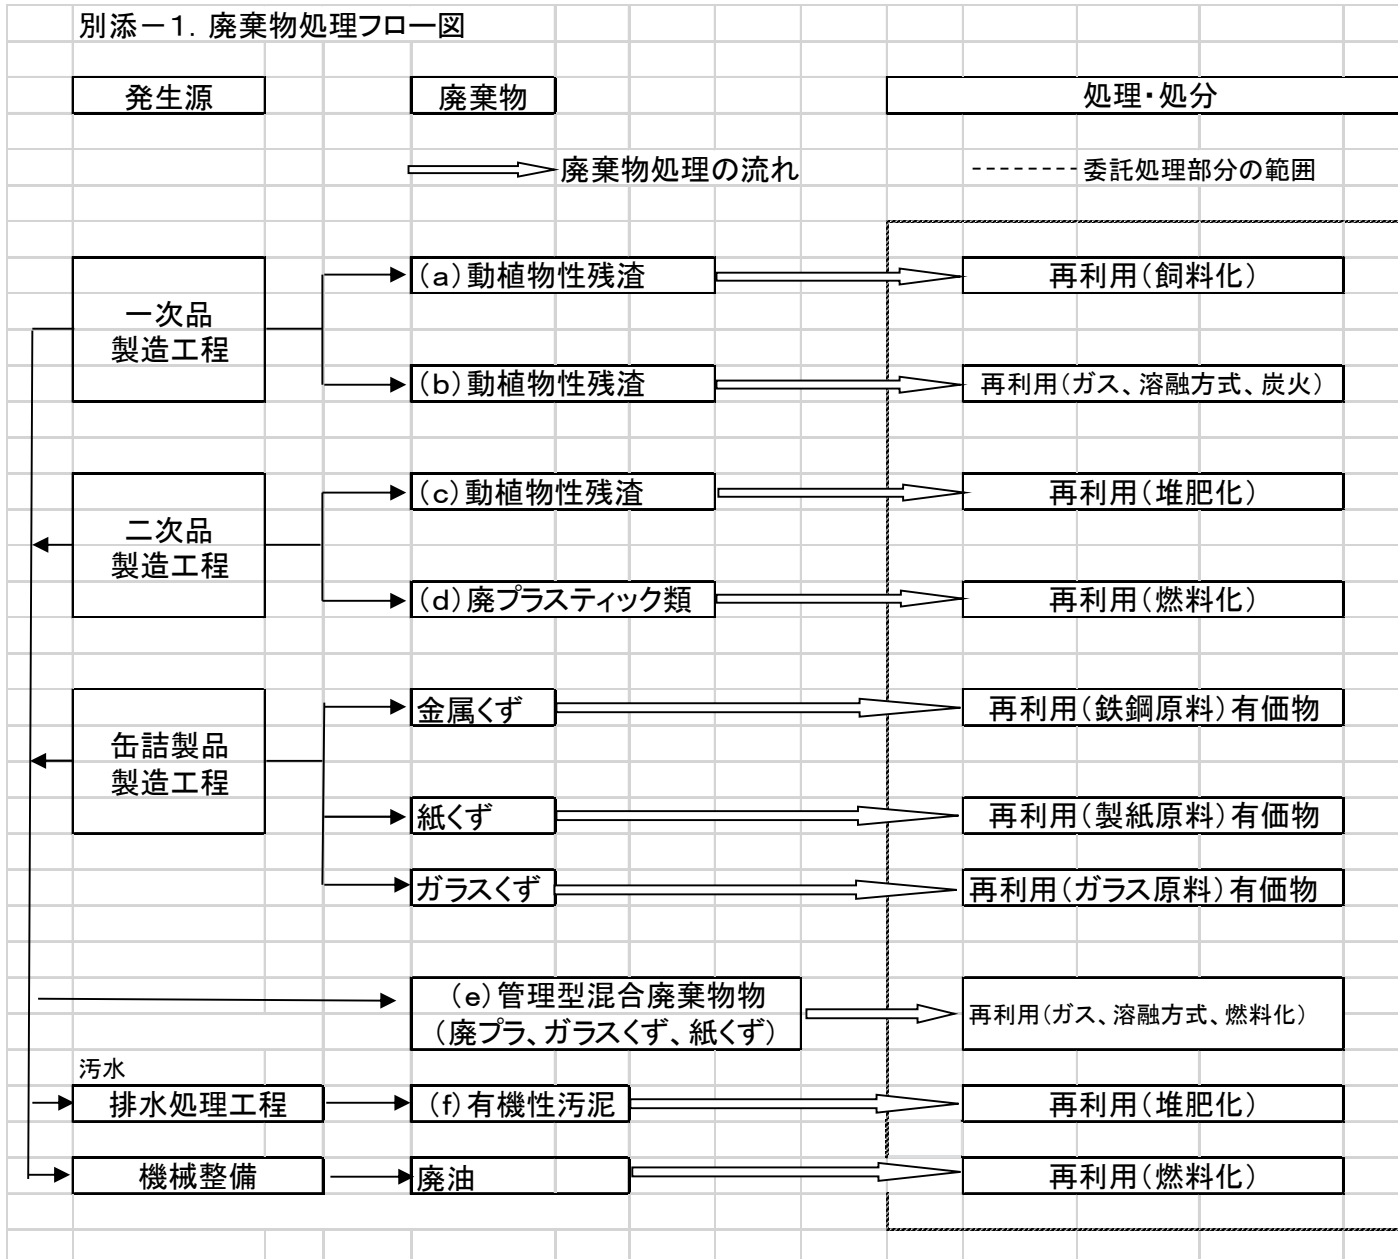 別添－1．廃棄物処理フロー図
発生源
廃棄物
処理・処分
廃棄物処理の流れ
委託処理部分の範囲
一次品
製造工程
(a)動植物性残渣
再利用(飼料化)
(b)動植物性残渣
再利用(ガス、溶融方式、炭火)
二次品
製造工程
(c)動植物性残渣
再利用(堆肥化)
(d)廃プラスティック類
再利用(燃料化)
缶詰製品
製造工程
金属くず
再利用(鉄鋼原料)有価物
紙くず
再利用(製紙原料)有価物
ガラスくず
再利用(ガラス原料)有価物
(e)管理型混合廃棄物物
(廃プラ、ガラスくず、紙くず)
再利用(ガス、溶融方式、燃料化)
汚水
排水処理工程
(f)有機性汚泥
再利用(堆肥化)
機械整備
廃油
再利用(燃料化)